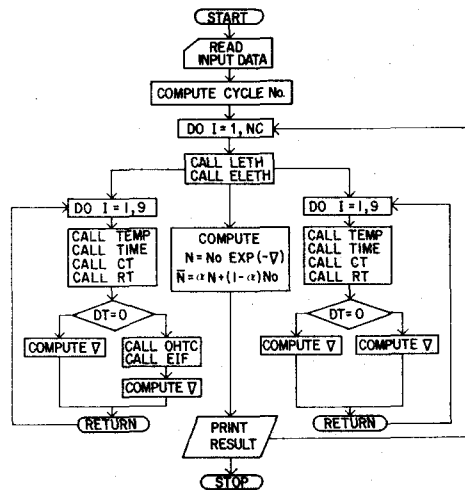 START
READ
INPUT DATA
COMPUTE CYCLE No.
DO I = 1, NC
CALL LETH
CALL ELETH
DO I = 1,9
CALL TEMP
CALL TIME
CALL CT
CALL RT
DT=0
COMPUTE ∇
CALL OHTC
CALL EIF
COMPUTE ∇
RETURN
COMPUTE
N = No EXP(-∇)
N̅ = αN+(1-α)No
DO I = 1,9
CALL TEMP
CALL TIME
CALL CT
CALL RT
DT=0
COMPUTE ∇
COMPUTE ∇
RETURN
PRINT
RESULT
STOP